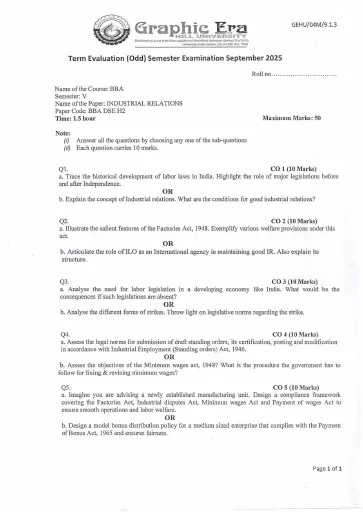 GEHU/04M/9.1.3
Graphic Era
HILL UNIVERSITY
Term Evaluation (Odd) Semester Examination September 2025
Roll no...............................
Name of the Course: BBA
Semester: V
Name of the Paper: INDUSTRIAL RELATIONS
Paper Code: BBA DSE H2
Time: 1.5 hour Maximum Marks: 50
Note:
(i) Answer all the questions by choosing any one of the sub-questions
(ii) Each question carries 10 marks.
Q1. CO 1 (10 Marks)
a. Trace the historical development of labor laws in India. Highlight the role of major legislations before
and after Independence.
OR
b. Explain the concept of Industrial relations. What are the conditions for good industrial relations?
Q2. CO 2 (10 Marks)
a. Illustrate the salient features of the Factories Act, 1948. Exemplify various welfare provisions under this
act.
OR
b. Articulate the role of ILO as an International agency in maintaining good IR. Also explain its
structure.
Q3. CO 3 (10 Marks)
a. Analyse the need for labor legislation in a developing economy like India. What would be the
consequences if such legislations are absent?
OR
b. Analyse the different forms of strikes. Throw light on legislative norms regarding the strike.
Q4. CO 4 (10 Marks)
a. Assess the legal norms for submission of draft standing orders, its certification, posting and modification
in accordance with Industrial Employment (Standing orders) Act, 1946.
OR
b. Assess the objectives of the Minimum wages act, 1948? What is the procedure the government has to
follow for fixing & revising minimum wages?
Q5. CO 5 (10 Marks)
a. Imagine you are advising a newly established manufacturing unit. Design a compliance framework
covering the Factories Act, Industrial disputes Act, Minimum wages Act and Payment of wages Act to
ensure smooth operations and labor welfare.
OR
b. Design a model bonus distribution policy for a medium sized enterprise that complies with the Payment
of Bonus Act, 1965 and ensures fairness.
Page 1 of 1